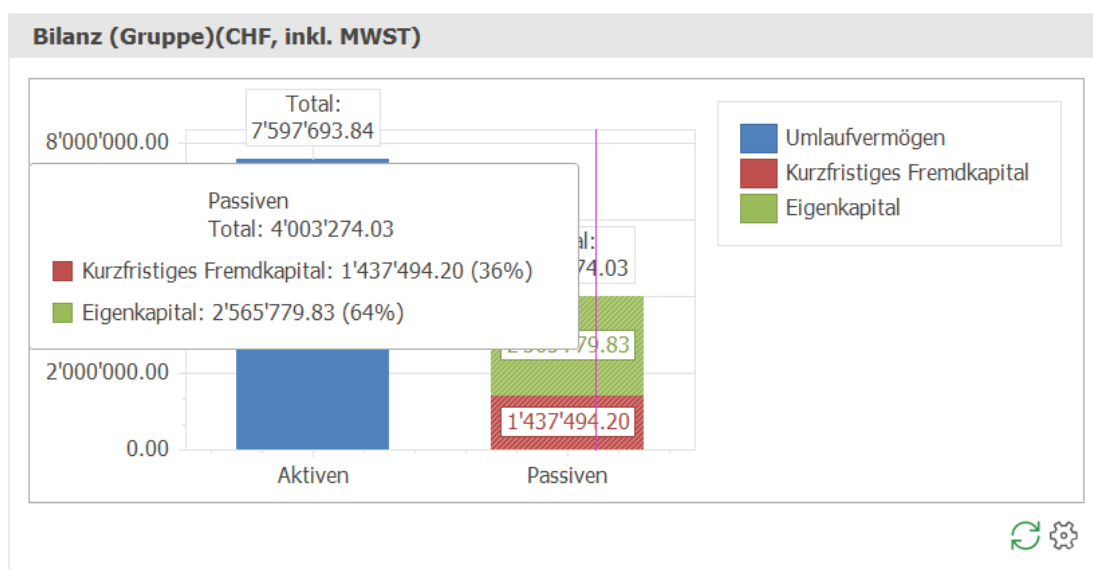 Bilanz (Gruppe)(CHF, inkl. MWST)
Total:
7'597'693.84
8'000'000.00
Passiven
Total: 4'003'274.03
Kurzfristiges Fremdkapital: 1'437'494.20 (36%)
Eigenkapital: 2'565'779.83 (64%)
2'000'000.00
1'437'494.20
0.00
Aktiven
Passiven
Umlaufvermögen
Kurzfristiges Fremdkapital
Eigenkapital